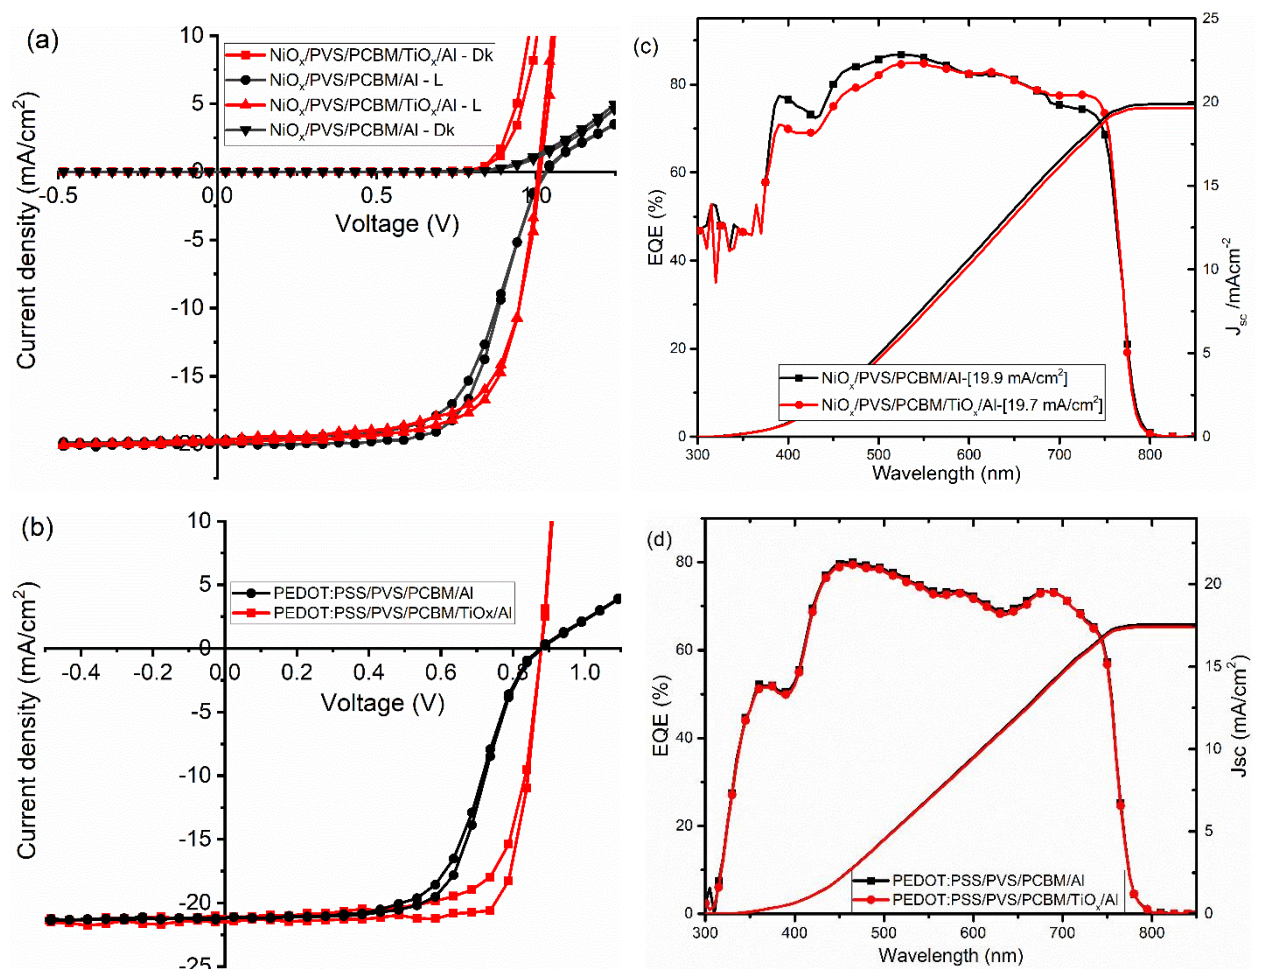 (a)
NiOx/PVS/PCBM/TiOx/Al - Dk
NiOx/PVS/PCBM/Al - L
NiOx/PVS/PCBM/TiOx/Al - L
NiOx/PVS/PCBM/Al - Dk
10
5
0
-5
-10
-15
-0.5
0.0
0.5
1.0
Voltage (V)
Current density (mA/cm²)
(c)
80
60
40
20
0
EQE (%)
25
20
15
10
5
0
Jsc /mAcm⁻²
NiOx/PVS/PCBM/Al-[19.9 mA/cm²]
NiOx/PVS/PCBM/TiOx/Al-[19.7 mA/cm²]
300
400
500
600
700
800
Wavelength (nm)
(b)
10
5
0
-5
-10
-15
-20
-25
PEDOT:PSS/PVS/PCBM/Al
PEDOT:PSS/PVS/PCBM/TiOx/Al
-0.4
-0.2
0.0
0.2
0.4
0.6
0.8
1.0
Voltage (V)
Current density (mA/cm²)
(d)
80
60
40
20
0
EQE (%)
20
15
10
5
0
Jsc (mA/cm²)
PEDOT:PSS/PVS/PCBM/Al
PEDOT:PSS/PVS/PCBM/TiOx/Al
300
400
500
600
700
800
Wavelength (nm)